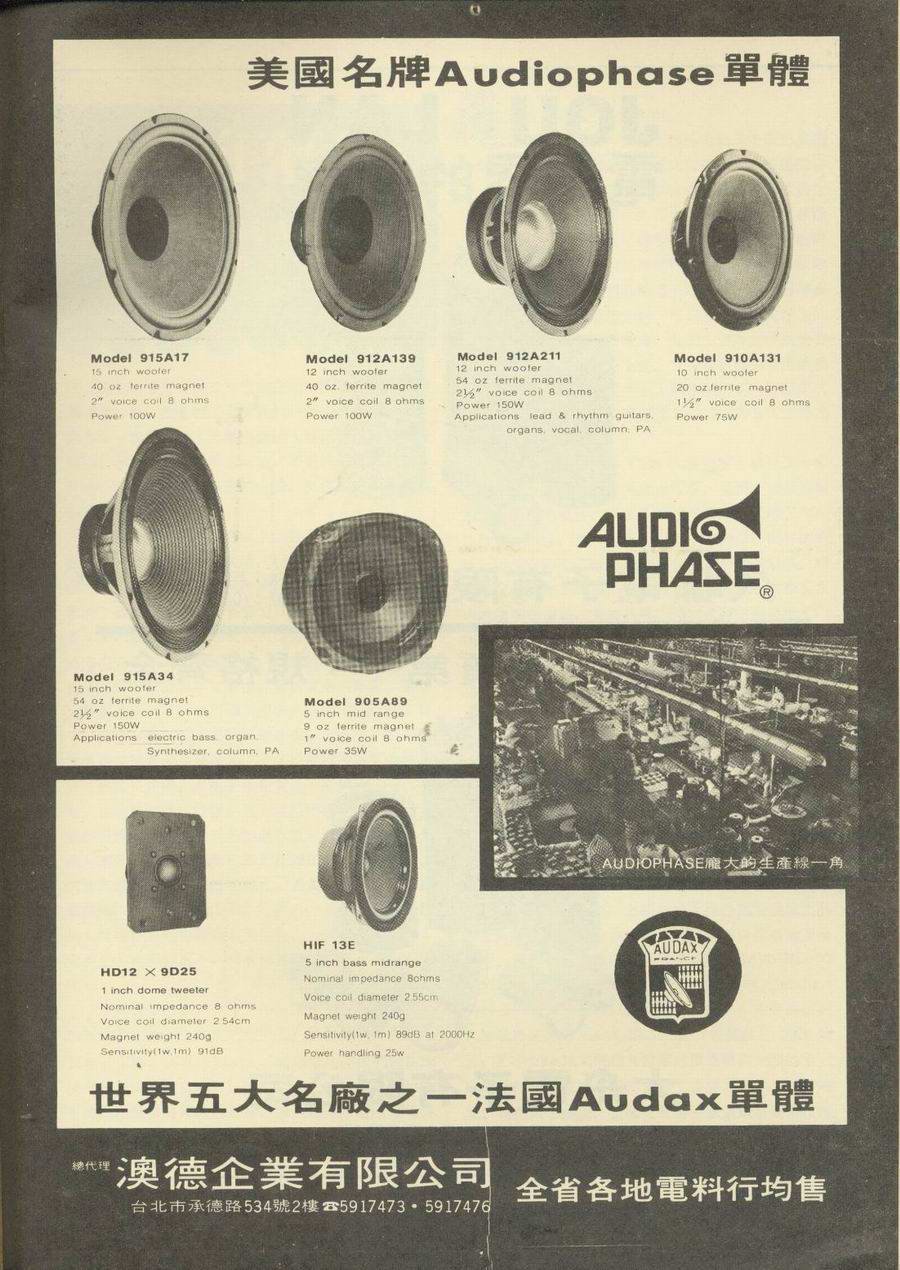 美國名牌Audiophase單體
Model 915A17
15 inch woofer
40 oz ferrite magnet
2" voice coil 8 ohms
Power 100W
Model 912A139
12 inch woofer
40 oz. ferrite magnet
2" voice coil 8 ohms
Power 100W
Model 912A211
12 inch woofer
54 oz ferrite magnet
2½" voice coil 8 ohms
Power 150W
Applications lead & rhythm guitars,
organs, vocal, column, PA
Model 910A131
10 inch woofer
20 oz.ferrite magnet
1½" voice coil 8 ohms
Power 75W
Model 915A34
15 inch woofer
54 oz ferrite magnet
2½" voice coil 8 ohms
Power 150W
Applications electric bass, organ,
Synthesizer, column, PA
Model 905A89
5 inch mid range
9 oz ferrite magnet
1" voice coil 8 ohms
Power 35W
AUDIO
PHASE®
AUDIOPHASE龐大的生產線一角
HD12 × 9D25
1 inch dome tweeter
Nominal impedance 8 ohms
Voice coil diameter 2.54cm
Magnet weight 240g
Sensitivity(1w,1m) 91dB
HIF 13E
5 inch bass midrange
Nominal impedance 8ohms
Voice coil diameter 2.55cm
Magnet weight 240g
Sensitivity(1w, 1m) 89dB at 2000Hz
Power handling 25w
AUDAX
FRANCE
世界五大名廠之一法國Audax單體
總代理 澳德企業有限公司
台北市承德路534號2樓☎5917473•5917476
全省各地電料行均售